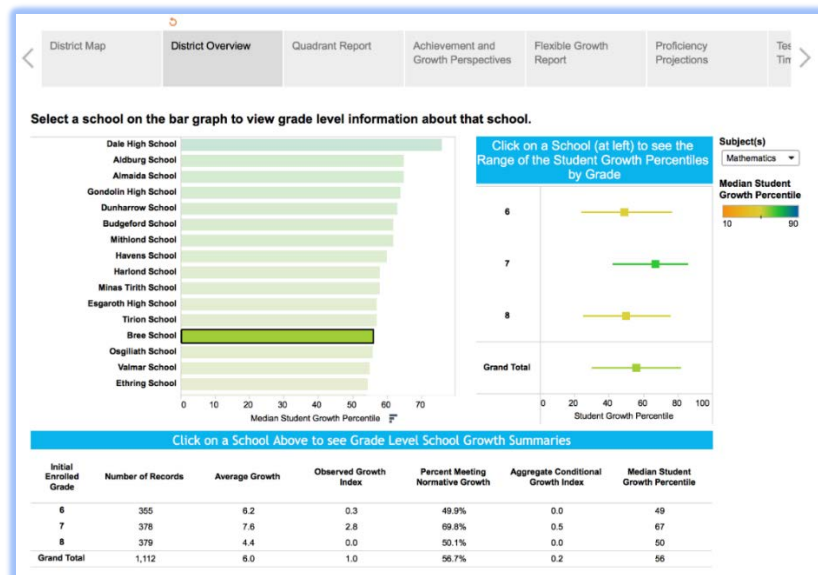 District Map
District Overview
Quadrant Report
Achievement and
Growth Perspectives
Flexible Growth
Report
Proficiency
Projections
Tes
Tim
Select a school on the bar graph to view grade level information about that school.
Dale High School
Aldburg School
Almaida School
Gondolin High School
Dunharrow School
Budgeford School
Mithlond School
Havens School
Harlond School
Minas Tirith School
Esgaroth High School
Tirion School
Bree School
Osgiliath School
Valmar School
Ethring School
0 10 20 30 40 50 60 70
Median Student Growth Percentile
Click on a School (at left) to see the
Range of the Student Growth Percentiles
by Grade
6
7
8
Grand Total
0 20 40 60 80 100
Student Growth Percentile
Subject(s)
Mathematics
Median Student
Growth Percentile
10 90
Click on a School Above to see Grade Level School Growth Summaries
Initial
Enrolled
Grade
Number of Records
Average Growth
Observed Growth
Index
Percent Meeting
Normative Growth
Aggregate Conditional
Growth Index
Median Student
Growth Percentile
6 355 6.2 0.3 49.9% 0.0 49
7 378 7.6 2.8 69.8% 0.5 67
8 379 4.4 0.0 50.1% 0.0 50
Grand Total 1,112 6.0 1.0 56.7% 0.2 56